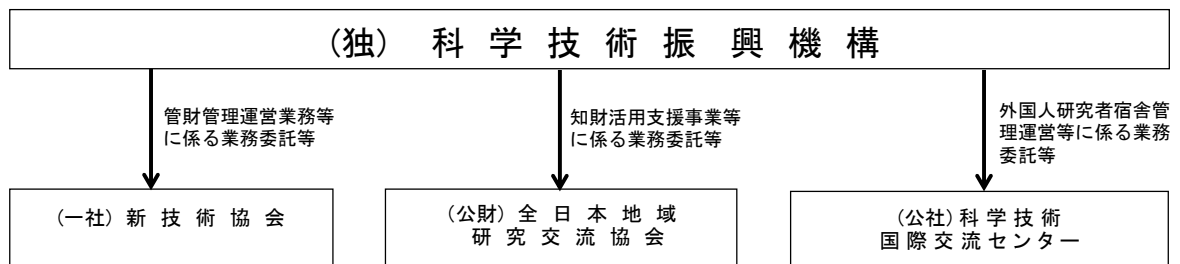 (独) 科学技術振興機構
管財管理運営業務等
に係る業務委託等
知財活用支援事業等
に係る業務委託等
外国人研究者宿舎管
理運営等に係る業務
委託等
(一社) 新技術協会
(公財) 全日本地域
研究交流協会
(公社) 科学技術
国際交流センター